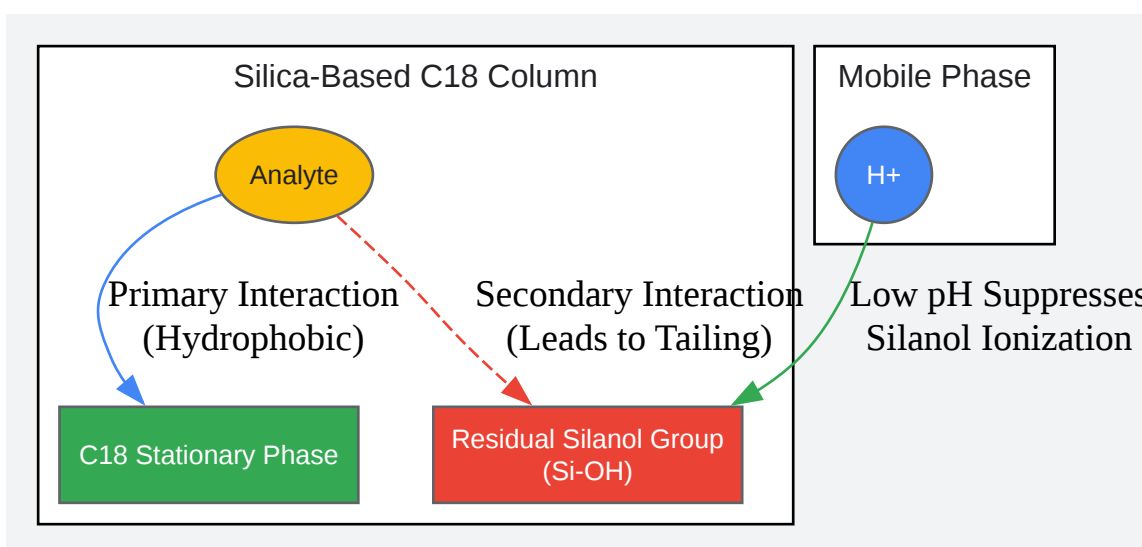 Silica-Based C18 Column
Mobile Phase
Analyte
H+
Primary Interaction
(Hydrophobic)
Secondary Interaction
(Leads to Tailing)
Low pH Suppresses
Silanol Ionization
C18 Stationary Phase
Residual Silanol Group
(Si-OH)